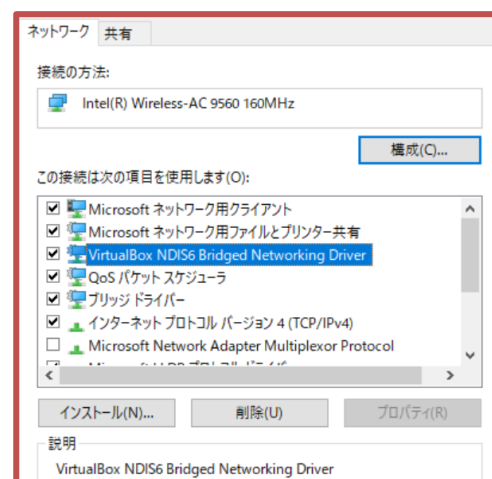 ネットワーク 共有
接続の方法:
Intel(R) Wireless-AC 9560 160MHz
構成(C)...
この接続は次の項目を使用します(O):
Microsoft ネットワーク用クライアント
Microsoft ネットワーク用ファイルとプリンター共有
VirtualBox NDIS6 Bridged Networking Driver
QoS パケット スケジューラ
ブリッジ ドライバー
インターネット プロトコル バージョン 4 (TCP/IPv4)
Microsoft Network Adapter Multiplexor Protocol
インストール(N)... 削除(U) プロパティ(R)
説明
VirtualBox NDIS6 Bridged Networking Driver